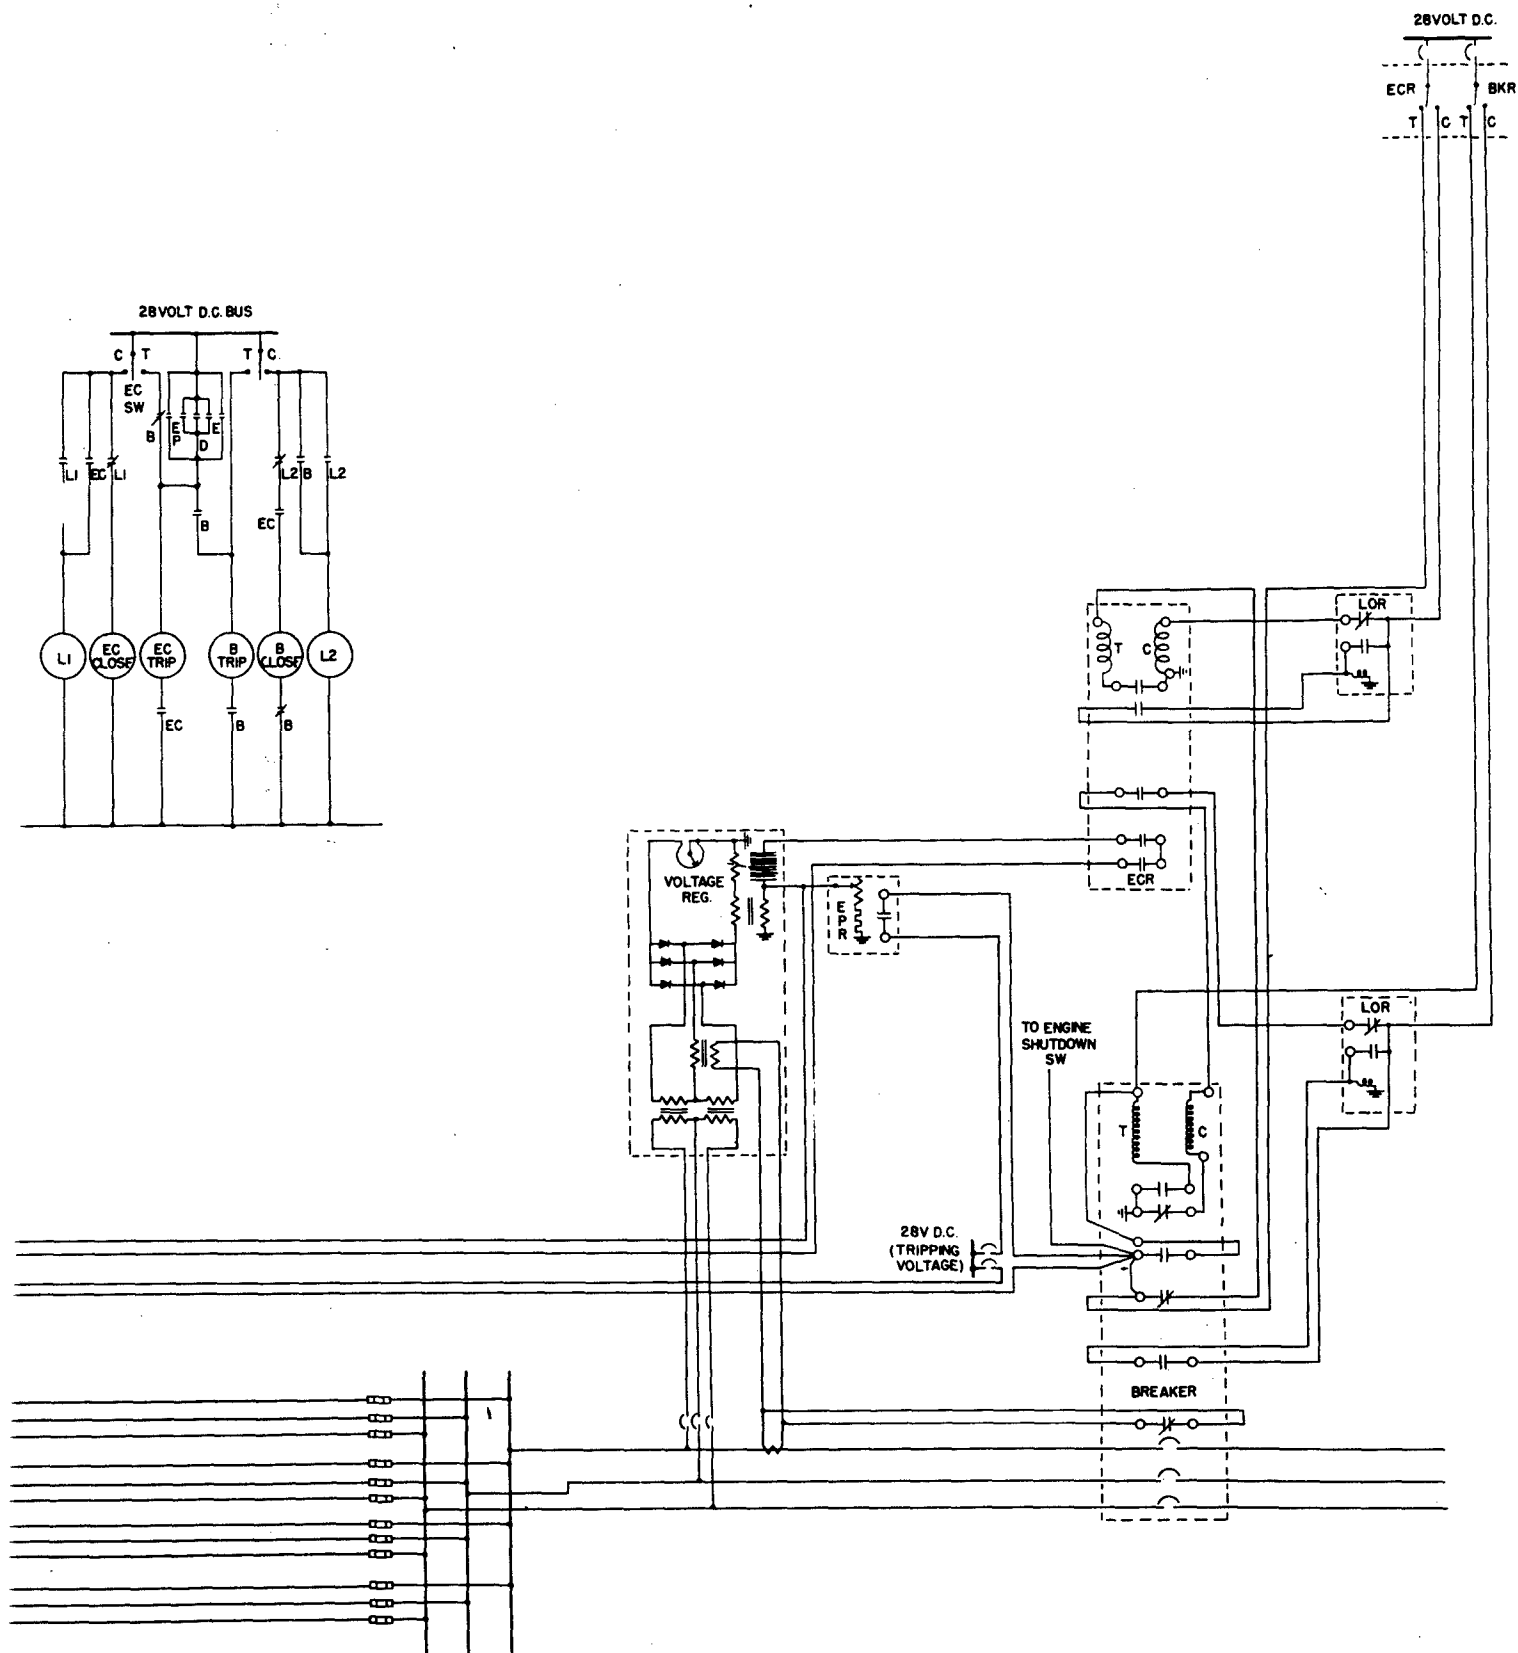 28VOLT D.C.
ECR
BKR
T
C
T
C
28VOLT D.C. BUS
C
T
T
C
EC
SW
B
E
P
D
E
L1
EC
L1
L2
B
L2
B
EC
L1
EC
CLOSE
EC
TRIP
B
TRIP
B
CLOSE
L2
EC
B
B
LOR
T
C
ECR
VOLTAGE
REG.
E
P
R
LOR
TO ENGINE
SHUTDOWN
SW
T
C
28V D.C.
(TRIPPING
VOLTAGE)
BREAKER